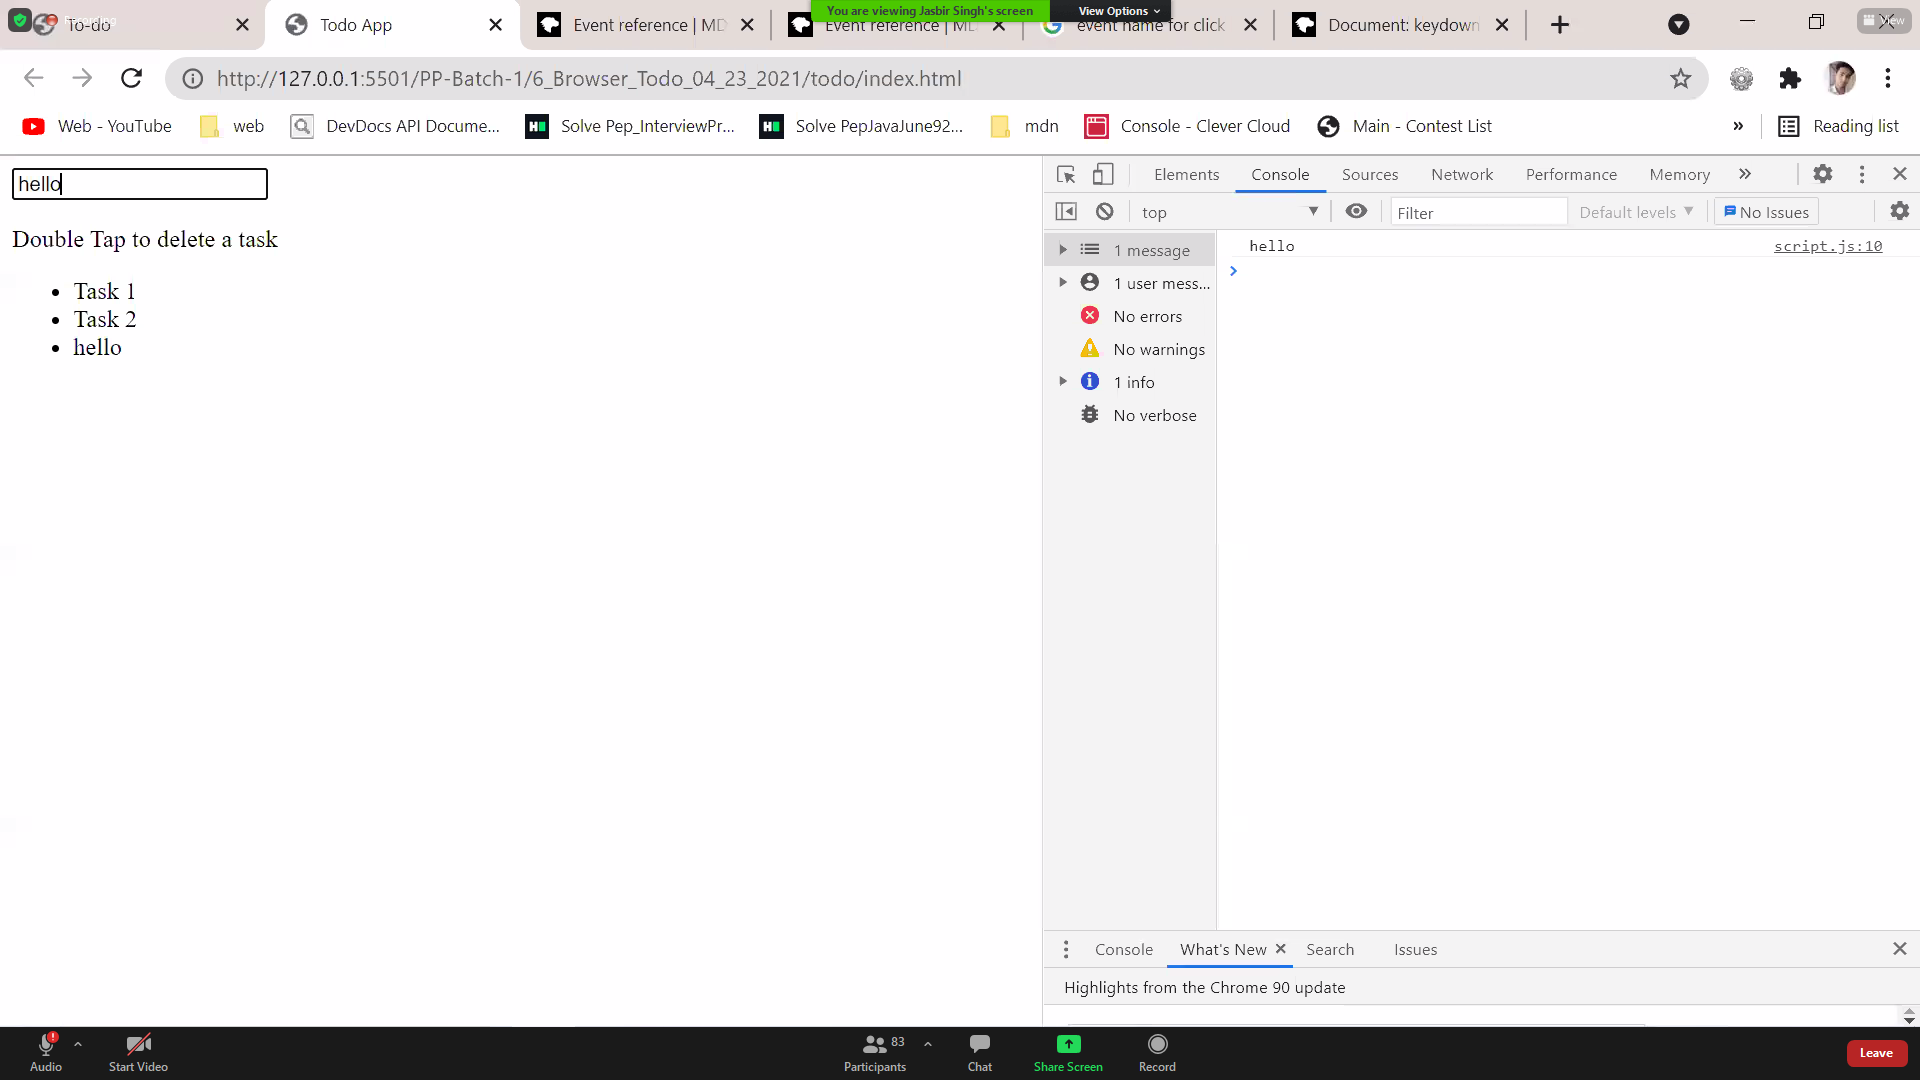 You are viewing Jasbir Singh's screen View Options
Recording
To-do
Todo App
Event reference | MD
Event reference | MD
event name for click
Document: keydown
View
http://127.0.0.1:5501/PP-Batch-1/6_Browser_Todo_04_23_2021/todo/index.html
Web - YouTube web DevDocs API Docume... Solve Pep_InterviewPr... Solve PepJavaJune92... mdn Console - Clever Cloud Main - Contest List » Reading list
hello
Double Tap to delete a task
• Task 1
• Task 2
• hello
Elements Console Sources Network Performance Memory »
top Filter Default levels No Issues
1 message
1 user mess...
No errors
No warnings
1 info
No verbose
hello script.js:10
Console What's New Search Issues
Highlights from the Chrome 90 update
Audio Start Video Participants 83 Chat Share Screen Record Leave